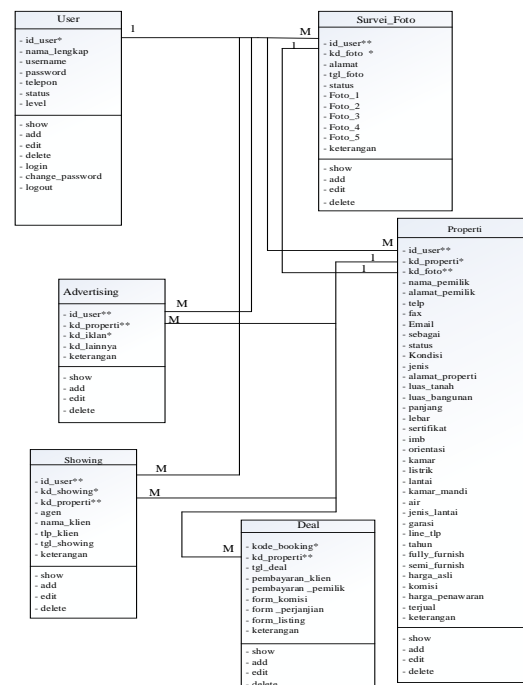 User
- id_user*
- nama_lengkap
- username
- password
- telepon
- status
- level
- show
- add
- edit
- delete
- login
- change_password
- logout
1
M
1
Survei_Foto
- id_user**
- kd_foto *
- alamat
- tgl_foto
- status
- Foto_1
- Foto_2
- Foto_3
- Foto_4
- Foto_5
- keterangan
- show
- add
- edit
- delete
M
1
1
Properti
- id_user**
- kd_properti*
- kd_foto**
- nama_pemilik
- alamat_pemilik
- telp
- fax
- Email
- sebagai
- status
- Kondisi
- jenis
- alamat_properti
- luas_tanah
- luas_bangunan
- panjang
- lebar
- sertifikat
- imb
- orientasi
- kamar
- listrik
- lantai
- kamar_mandi
- air
- jenis_lantai
- garasi
- line_tlp
- tahun
- fully_furnish
- semi_furnish
- harga_asli
- komisi
- harga_penawaran
- terjual
- keterangan
- show
- add
- edit
- delete
Advertising
- id_user**
- kd_properti**
- kd_iklan*
- kd_lainnya
- keterangan
- show
- add
- edit
- delete
M
M
Showing
- id_user**
- kd_showing*
- kd_properti**
- agen
- nama_klien
- tlp_klien
- tgl_showing
- keterangan
- show
- add
- edit
- delete
M
M
M
Deal
- kode_booking*
- kd_properti**
- tgl_deal
- pembayaran_klien
- pembayaran _pemilik
- form_komisi
- form _perjanjian
- form_listing
- keterangan
- show
- add
- edit
- delete